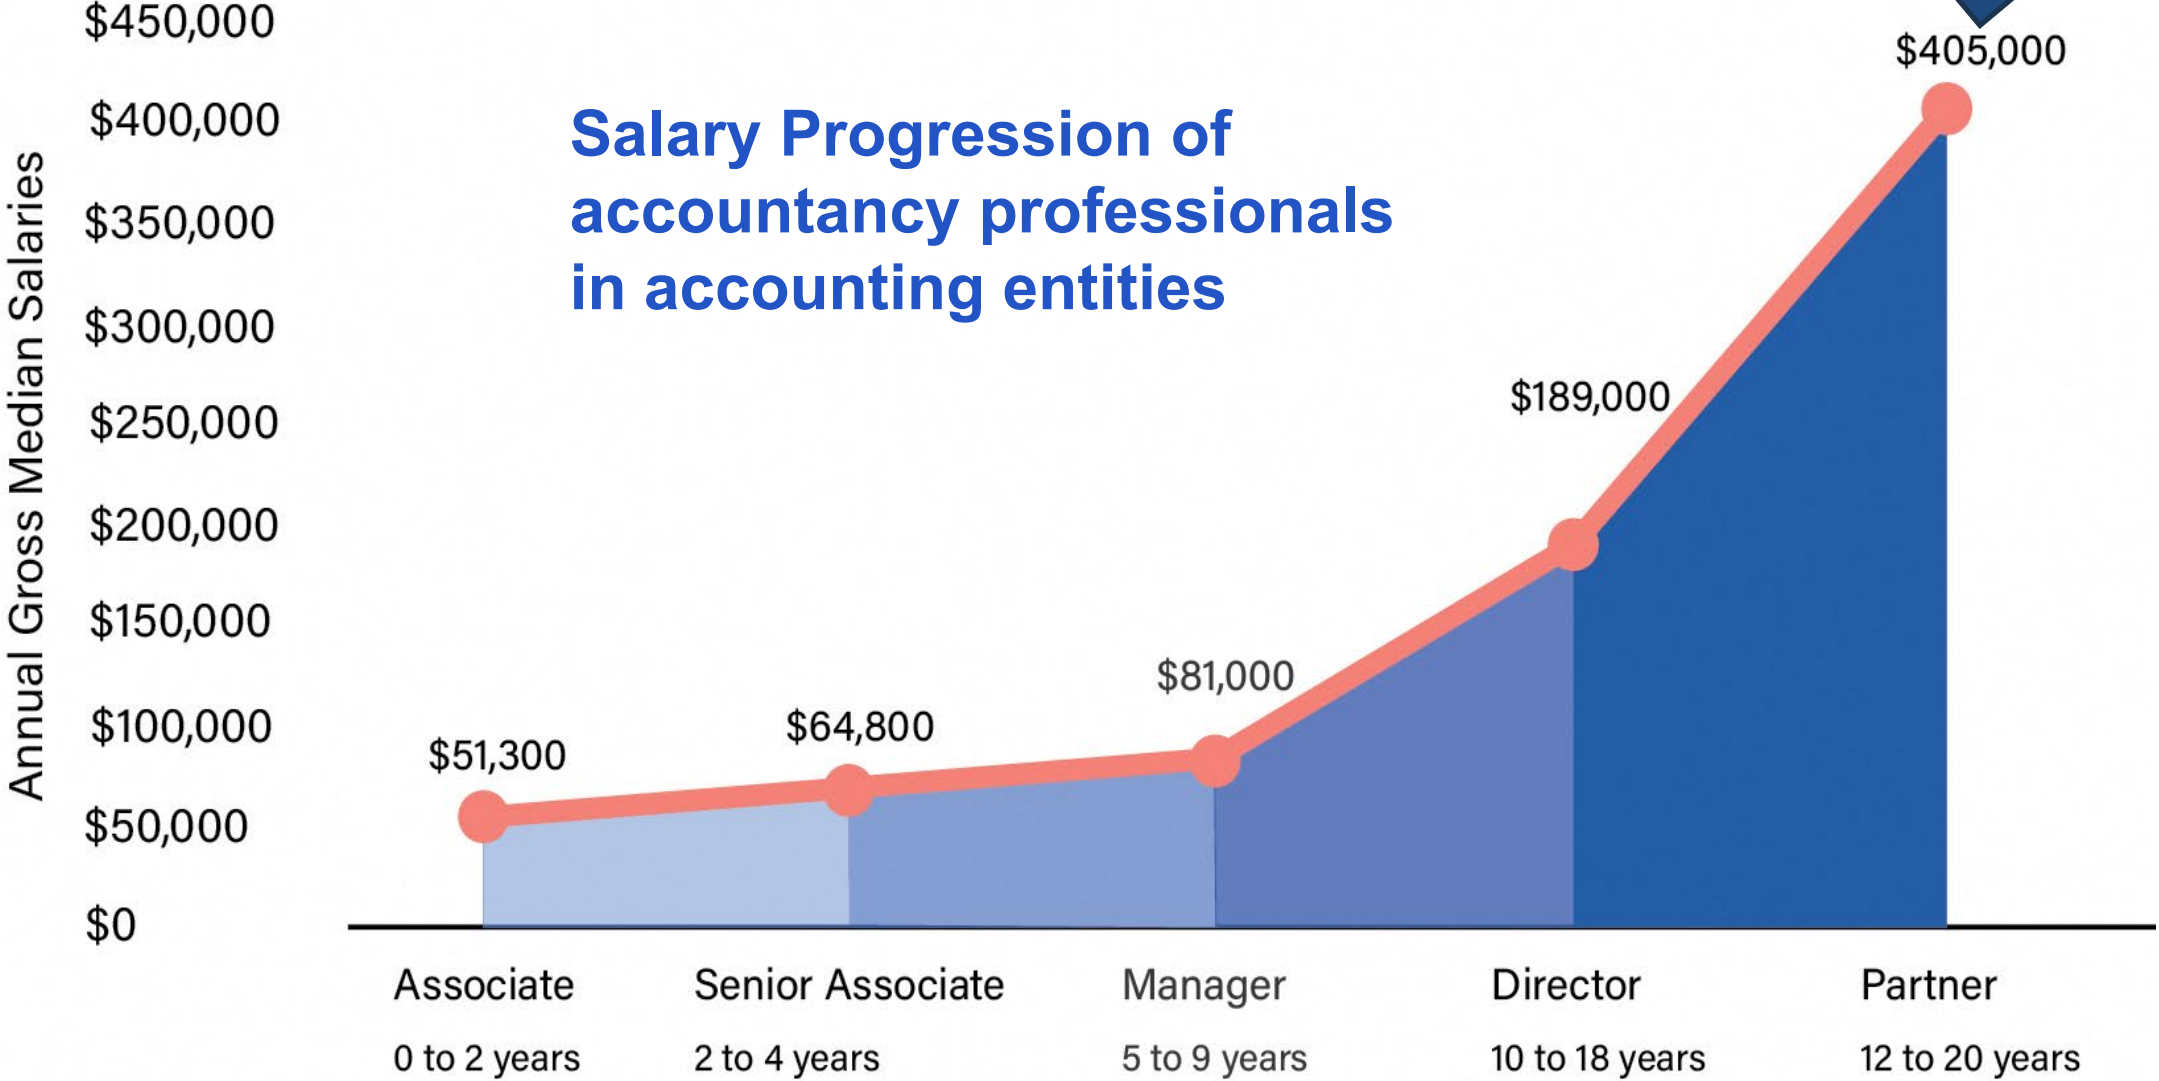 Annual Gross Median Salaries
$450,000
$400,000
$350,000
$300,000
$250,000
$200,000
$150,000
$100,000
$50,000
$0
Salary Progression of
accountancy professionals
in accounting entities
$51,300
$64,800
$81,000
$189,000
$405,000
Associate
0 to 2 years
Senior Associate
2 to 4 years
Manager
5 to 9 years
Director
10 to 18 years
Partner
12 to 20 years